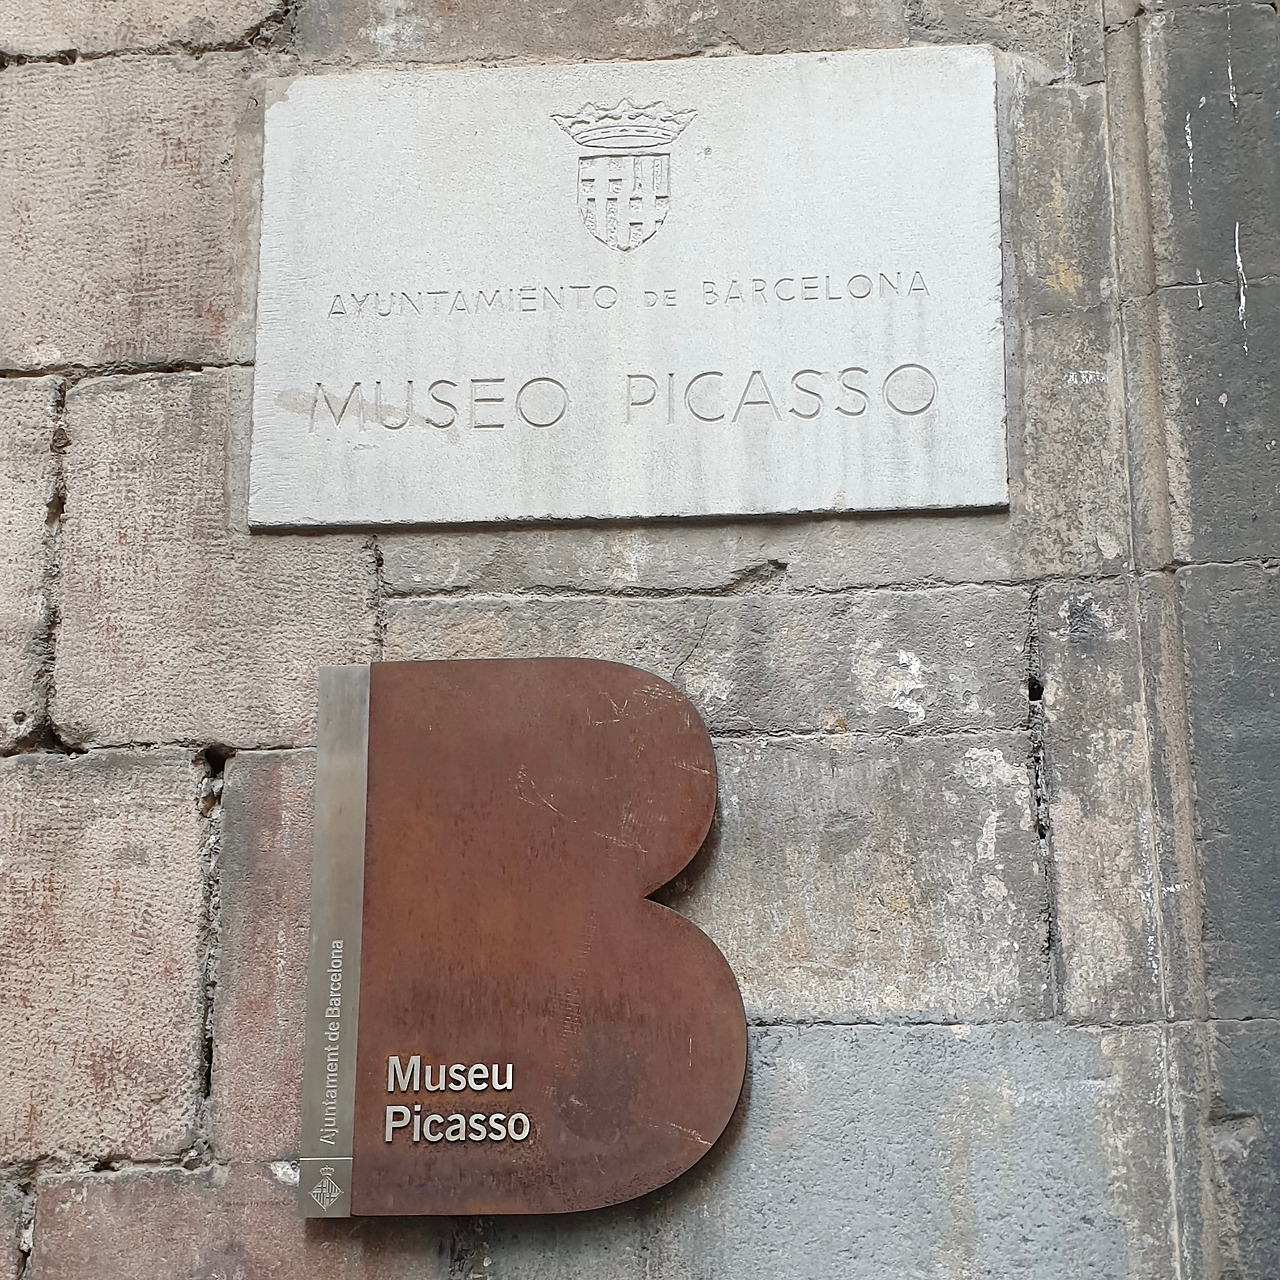 AYUNTAMIENTO DE BARCELONA
MUSEO PICASSO
Ajuntament de Barcelona
Museu
Picasso